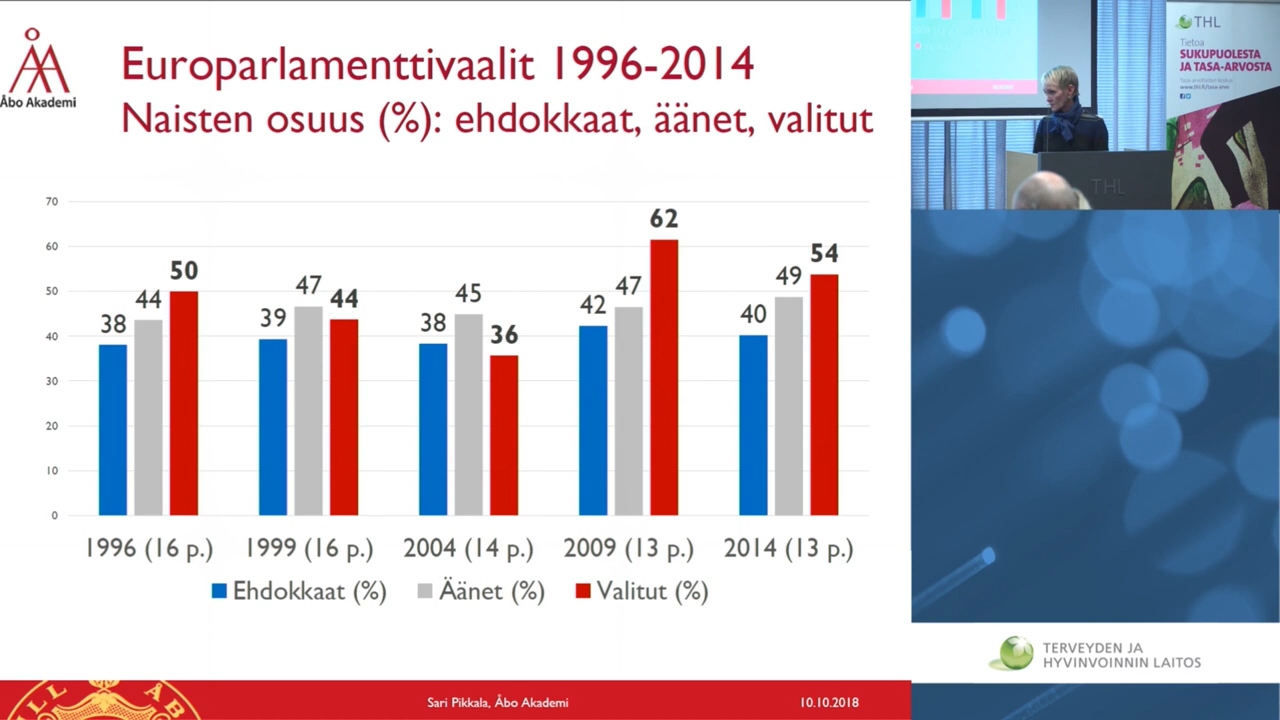 Åbo Akademi
Europarlamenttivaalit 1996-2014
Naisten osuus (%): ehdokkaat, äänet, valitut
70
60
50
40
30
20
10
0
38
44
50
39
47
44
38
45
36
42
47
62
40
49
54
1996 (16 p.)
1999 (16 p.)
2004 (14 p.)
2009 (13 p.)
2014 (13 p.)
Ehdokkaat (%)
Äänet (%)
Valitut (%)
Sari Pikkala, Åbo Akademi
10.10.2018
THL
Tietoa
SUKUPUOLESTA
JA TASA-ARVOSTA
THL
TERVEYDEN JA
HYVINVOINNIN LAITOS